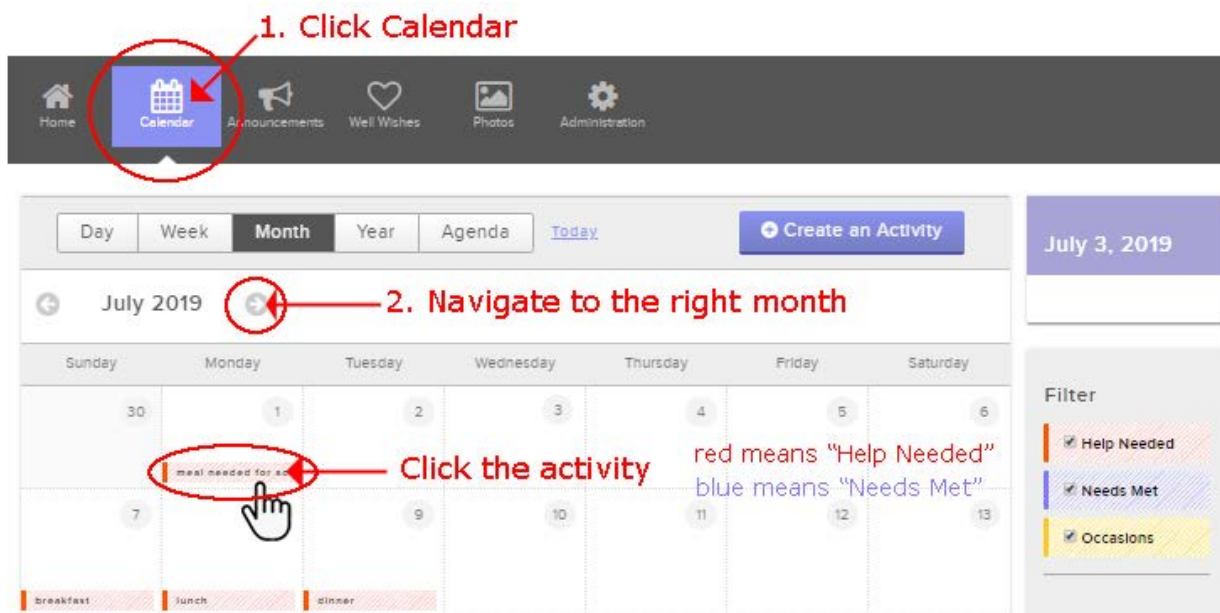 1. Click Calendar
Home Calendar Announcements Well Wishes Photos Administration
Day Week Month Year Agenda Today Create an Activity
July 3, 2019
July 2019
2. Navigate to the right month
Sunday Monday Tuesday Wednesday Thursday Friday Saturday
30 1 2 3 4 5 6
Filter
Help Needed
Needs Met
Occasions
meal needed for
Click the activity
red means “Help Needed”
blue means “Needs Met”
7 9 10 11 12 13
breakfast lunch dinner